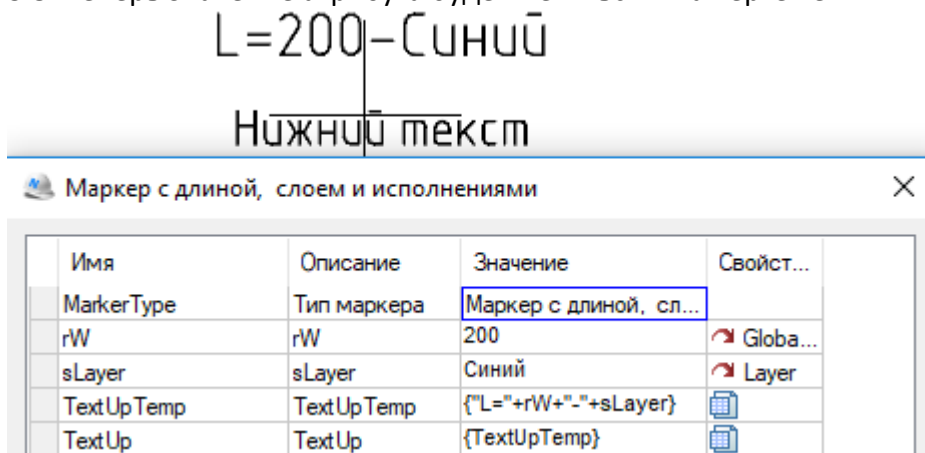 L=200-Синий
Нижний текст
Маркер с длиной, слоем и исполнениями
Имя Описание Значение Свойст...
MarkerType Тип маркера Маркер с длиной, сл...
rW rW 200 Globa...
sLayer sLayer Синий Layer
TextUpTemp TextUpTemp {"L="+rW+"-"+sLayer}
TextUp TextUp {TextUpTemp}